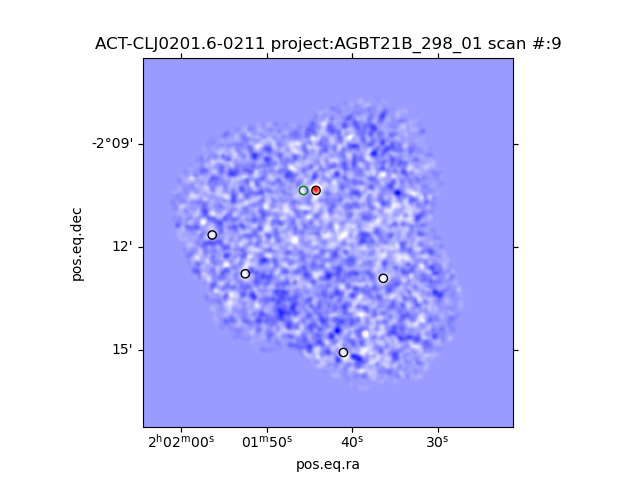 ACT-CLJ0201.6-0211 project:AGBT21B_298_01 scan #:9
-2°09'
12'
15'
pos.eq.dec
2ʰ02ᵐ00ˢ 01ᵐ50ˢ 40ˢ 30ˢ
pos.eq.ra